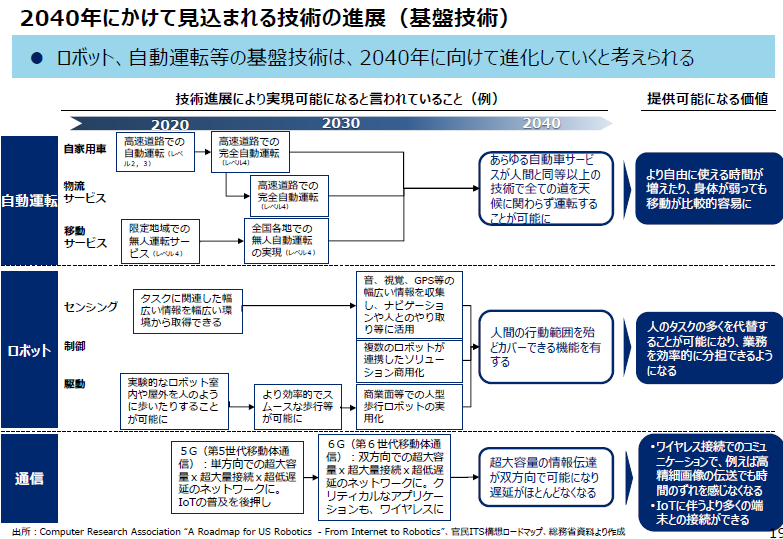 2040年にかけて見込まれる技術の進展（基盤技術）
● ロボット、自動運転等の基盤技術は、2040年に向けて進化していくと考えられる
技術進展により実現可能になると言われていること（例）
提供可能になる価値
2020
2030
2040
自動運転
自家用車
高速道路での
自動運転（レベ
ル２，３）
高速道路での
完全自動運転
（レベル4）
物流
サービス
高速道路での
完全自動運転
（レベル4）
移動
サービス
限定地域での
無人運転サー
ビス（レベル４）
全国各地での
無人自動運転
の実現（レベル４）
あらゆる自動車サービ
スが人間と同等以上の
技術で全ての道を天
候に関わらず運転する
ことが可能に
より自由に使える時間が
増えたり、身体が弱っても
移動が比較的容易に
ロボット
センシング
タスクに関連した幅
広い情報を幅広い環
境から取得できる
音、視覚、GPS等の
幅広い情報を収集
し、ナビゲーショ
ンや人とのやり取
り等に活用
制御
複数のロボットが
連携したソリュー
ション商用化
駆動
実験的なロボット室
内や屋外を人のよう
に歩いたりすること
が可能に
より効率的でス
ムースな歩行等
が可能に
商業面等での人型
歩行ロボットの実
用化
人間の行動範囲を殆
どカバーできる機能を有
する
人のタスクの多くを代替す
ることが可能になり、業務
を効率的に分担できるよう
になる
通信
５G（第5世代移動体通
信）：単方向での超大容
量ｘ超大量接続ｘ超低遅
延のネットワークに。
IoTの普及を後押し
６G（第６世代移動体通
信）：双方向での超大容
量ｘ超大量接続ｘ超低遅
延のネットワークに。ク
リティカルなアプリケー
ションも、ワイヤレスに
超大容量の情報伝達
が双方向で可能になり
遅延がほとんどなくなる
・ワイヤレス接続でのコミュ
ニケーションで、例えば高
精細画像の伝送でも時間
のずれを感じなくなる
・IoTに伴うより多くの端
末との接続ができる
出所：Computer Research Association “A Roadmap for US Robotics - From Internet to Robotics”、官民ITS構想ロードマップ、総務省資料より作成